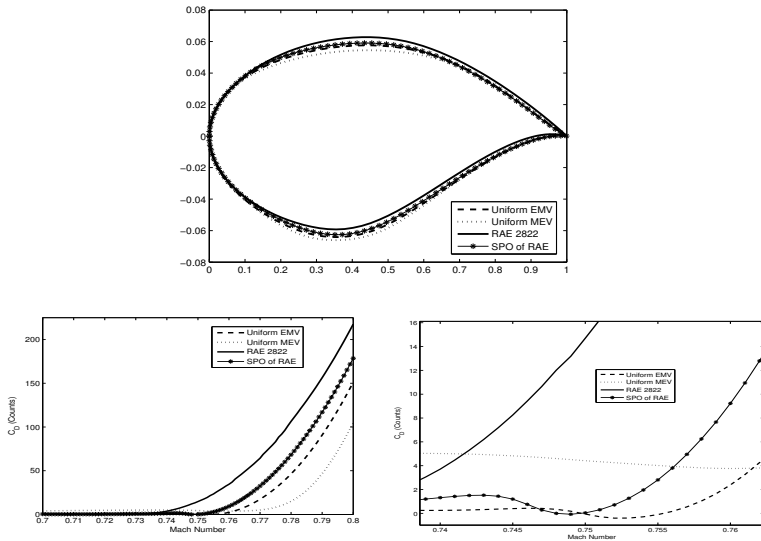 0.08
0.06
0.04
0.02
0
−0.02
−0.04
−0.06
−0.08
0 0.1 0.2 0.3 0.4 0.5 0.6 0.7 0.8 0.9 1
Uniform EMV
Uniform MEV
RAE 2822
SPO of RAE
200
150
100
50
0
C_D (Counts)
0.7 0.71 0.72 0.73 0.74 0.75 0.76 0.77 0.78 0.79 0.8
Mach Number
Uniform EMV
Uniform MEV
RAE 2822
SPO of RAE
16
14
12
10
8
6
4
2
0
C_D (Counts)
0.74 0.745 0.75 0.755 0.76
Mach Number
Uniform EMV
Uniform MEV
RAE 2822
SPO of RAE